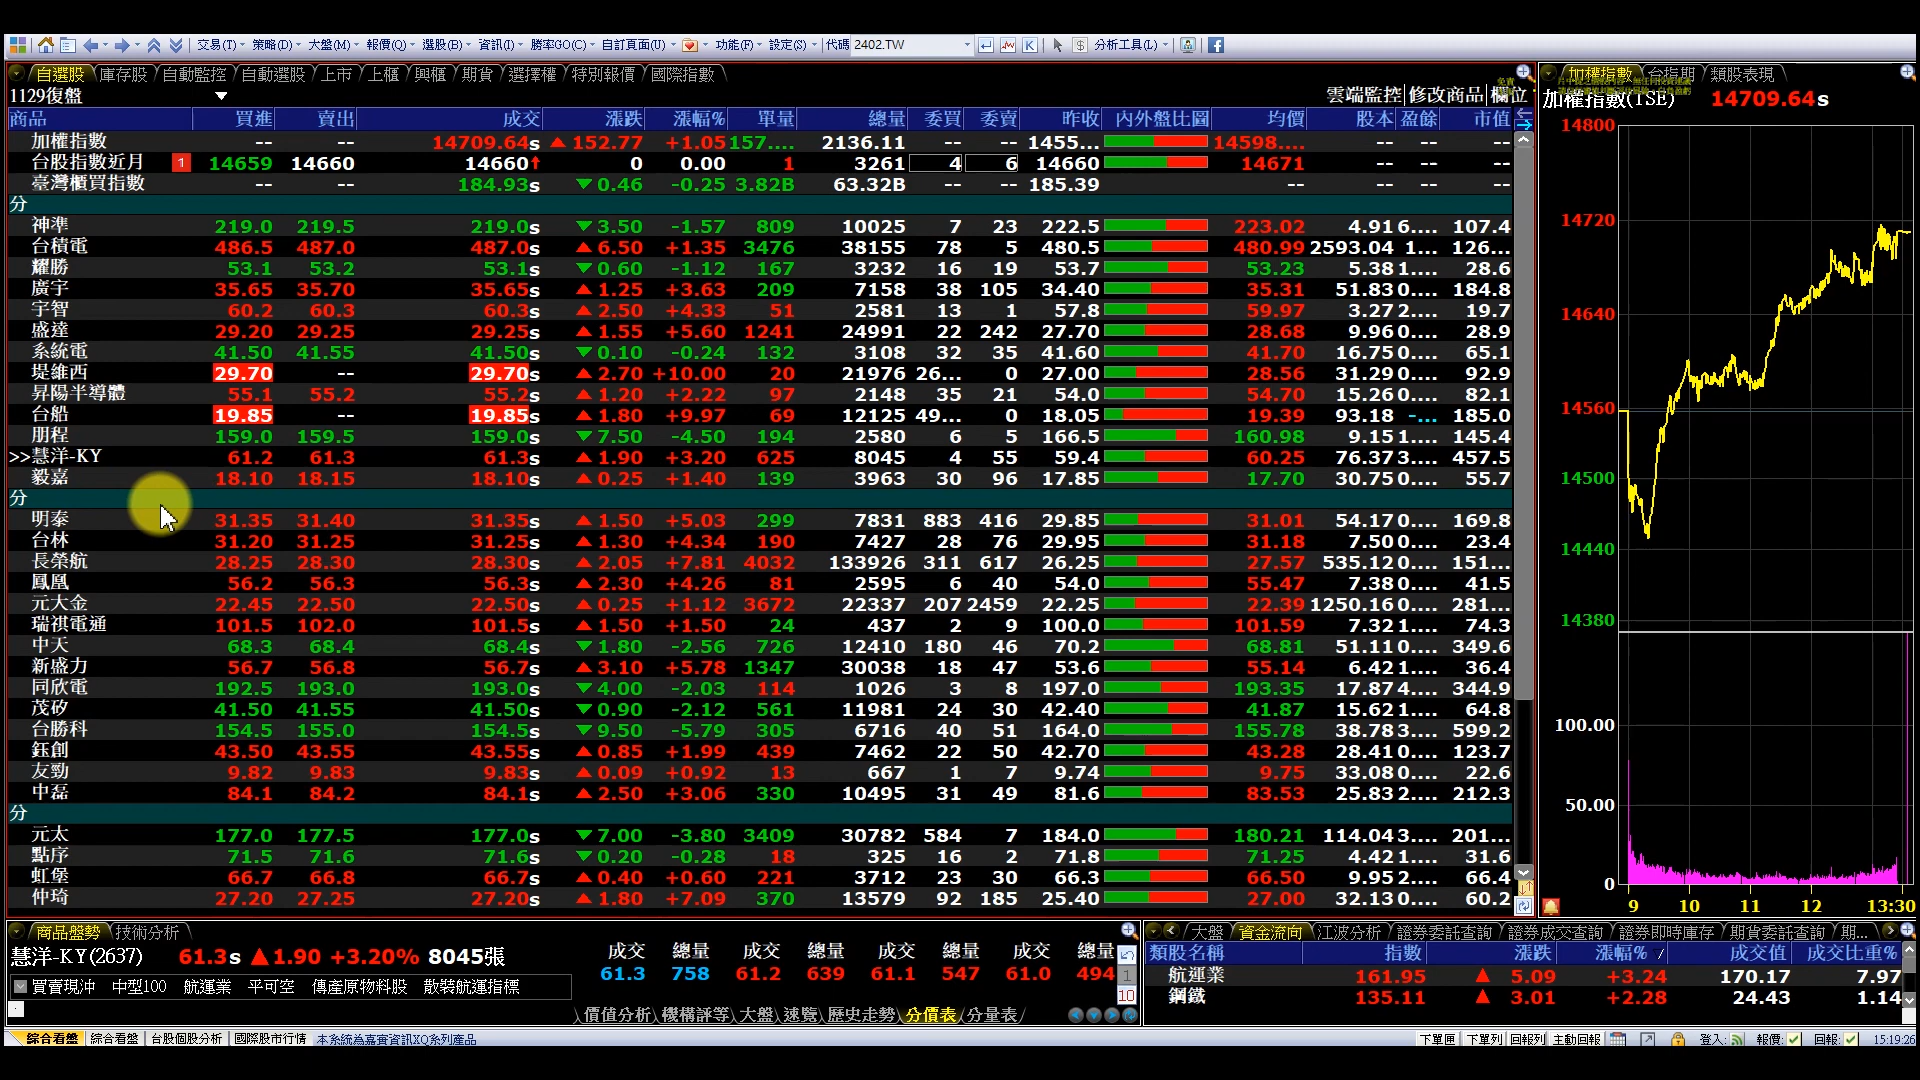 交易(T) 策略(D) 大盤(M) 報價(Q) 選股(B) 資訊(I) 勝率GO(C) 自訂頁面(U) 功能(F) 設定(S) 代碼 2402.TW K $ 分析工具(L)
自選股 庫存股 自動監控 自動選股 上市 上櫃 興櫃 期貨 選擇權 特別報價 國際指數
1129復盤 雲端監控 修改商品 欄位
商品 買進 賣出 成交 漲跌 漲幅% 單量 總量 委買 委賣 昨收 內外盤比圖 均價 股本 盈餘 市值
加權指數 -- -- 14709.64s ▲ 152.77 +1.05 157.... 2136.11 -- -- 1455... 14598.... -- -- --
台股指數近月 1 14659 14660 14660↑ 0 0.00 1 3261 4 6 14660 14671 -- -- --
臺灣櫃買指數 -- -- 184.93s ▼ 0.46 -0.25 3.82B 63.32B -- -- 185.39 -- -- -- --
分
神準 219.0 219.5 219.0s ▼ 3.50 -1.57 809 10025 7 23 222.5 223.02 4.91 6.... 107.4
台積電 486.5 487.0 487.0s ▲ 6.50 +1.35 3476 38155 78 5 480.5 480.99 2593.04 1... 126...
耀勝 53.1 53.2 53.1s ▼ 0.60 -1.12 167 3232 16 19 53.7 53.23 5.38 1.... 28.6
廣宇 35.65 35.70 35.65s ▲ 1.25 +3.63 209 7158 38 105 34.40 35.31 51.83 0.... 184.8
宇智 60.2 60.3 60.3s ▲ 2.50 +4.33 51 2581 13 1 57.8 59.97 3.27 2.... 19.7
盛達 29.20 29.25 29.25s ▲ 1.55 +5.60 1241 24991 22 242 27.70 28.68 9.96 0.... 28.9
系統電 41.50 41.55 41.50s ▼ 0.10 -0.24 132 3108 32 35 41.60 41.70 16.75 0.... 65.1
堤維西 29.70 -- 29.70s ▲ 2.70 +10.00 20 21976 26... 0 27.00 28.56 31.29 0.... 92.9
昇陽半導體 55.1 55.2 55.2s ▲ 1.20 +2.22 97 2148 35 21 54.0 54.70 15.26 0.... 82.1
台船 19.85 -- 19.85s ▲ 1.80 +9.97 69 12125 49... 0 18.05 19.39 93.18 -... 185.0
朋程 159.0 159.5 159.0s ▼ 7.50 -4.50 194 2580 6 5 166.5 160.98 9.15 1.... 145.4
>>慧洋-KY 61.2 61.3 61.3s ▲ 1.90 +3.20 625 8045 4 55 59.4 60.25 76.37 3.... 457.5
毅嘉 18.10 18.15 18.10s ▲ 0.25 +1.40 139 3963 30 96 17.85 17.70 30.75 0.... 55.7
分
明泰 31.35 31.40 31.35s ▲ 1.50 +5.03 299 7831 883 416 29.85 31.01 54.17 0.... 169.8
台林 31.20 31.25 31.25s ▲ 1.30 +4.34 190 7427 28 76 29.95 31.18 7.50 0.... 23.4
長榮航 28.25 28.30 28.30s ▲ 2.05 +7.81 4032 133926 311 617 26.25 27.57 535.12 0.... 151...
鳳凰 56.2 56.3 56.3s ▲ 2.30 +4.26 81 2595 6 40 54.0 55.47 7.38 0.... 41.5
元大金 22.45 22.50 22.50s ▲ 0.25 +1.12 3672 22337 207 2459 22.25 22.39 1250.16 0.... 281...
瑞祺電通 101.5 102.0 101.5s ▲ 1.50 +1.50 24 437 2 9 100.0 101.59 7.32 1.... 74.3
中天 68.3 68.4 68.4s ▼ 1.80 -2.56 726 12410 180 46 70.2 68.81 51.11 0.... 349.6
新盛力 56.7 56.8 56.7s ▲ 3.10 +5.78 1347 30038 18 47 53.6 55.14 6.42 1.... 36.4
同欣電 192.5 193.0 193.0s ▼ 4.00 -2.03 114 1026 3 8 197.0 193.35 17.87 4.... 344.9
茂矽 41.50 41.55 41.50s ▼ 0.90 -2.12 561 11981 24 30 42.40 41.87 15.62 1.... 64.8
台勝科 154.5 155.0 154.5s ▼ 9.50 -5.79 305 6716 40 51 164.0 155.78 38.78 3.... 599.2
鈺創 43.50 43.55 43.55s ▲ 0.85 +1.99 439 7462 22 50 42.70 43.28 28.41 0.... 123.7
友勁 9.82 9.83 9.83s ▲ 0.09 +0.92 13 667 1 7 9.74 9.75 33.08 0.... 22.6
中磊 84.1 84.2 84.1s ▲ 2.50 +3.06 330 10495 31 49 81.6 83.53 25.83 2.... 212.3
分
元太 177.0 177.5 177.0s ▼ 7.00 -3.80 3409 30782 584 7 184.0 180.21 114.04 3.... 201...
點序 71.5 71.6 71.6s ▼ 0.20 -0.28 18 325 16 2 71.8 71.25 4.42 1.... 31.6
虹堡 66.7 66.8 66.7s ▲ 0.40 +0.60 221 3712 23 30 66.3 66.50 9.95 2.... 66.4
仲琦 27.20 27.25 27.20s ▲ 1.80 +7.09 370 13579 92 185 25.40 27.00 32.13 0.... 60.2
加權指數 台指期 類股表現
加權指數(TSE) 14709.64s
14800
14720
14640
14560
14500
14440
14380
100.00
50.00
0
9 10 11 12 13:30
商品盤勢 技術分析
慧洋-KY(2637) 61.3s ▲1.90 +3.20% 8045張
買賣現沖 中型100 航運業 平可空 傳產原物料股 散裝航運指標
成交 總量 成交 總量 成交 總量 成交 總量
61.3 758 61.2 639 61.1 547 61.0 494
1
10
價值分析 機構評等 大盤 速覽 歷史走勢 分價表 分量表
大盤 資金流向 江波分析 證券委託查詢 證券成交查詢 證券即時庫存 期貨委託查詢 期...
類股名稱 指數 漲跌 漲幅% 成交值 成交比重%
航運業 161.95 ▲ 5.09 +3.24 170.17 7.97
鋼鐵 135.11 ▲ 3.01 +2.28 24.43 1.14
綜合看盤 綜合看盤 台股個股分析 國際股市行情 本系統為嘉實資訊XQ系列產品 下單匣 下單列 回報列 主動回報 登入: 報價: 回報: 15:19:26